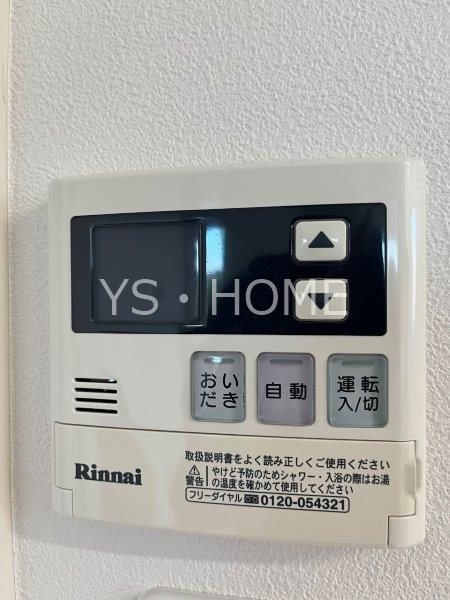 YS・HOME
おい
だき
自動
運転
入/切
Rinnai
取扱説明書をよく読み正しくご使用ください
⚠ やけど予防のためシャワー・入浴の際はお湯
警告 の温度を確かめて使用してください
フリーダイヤル 0120-054321